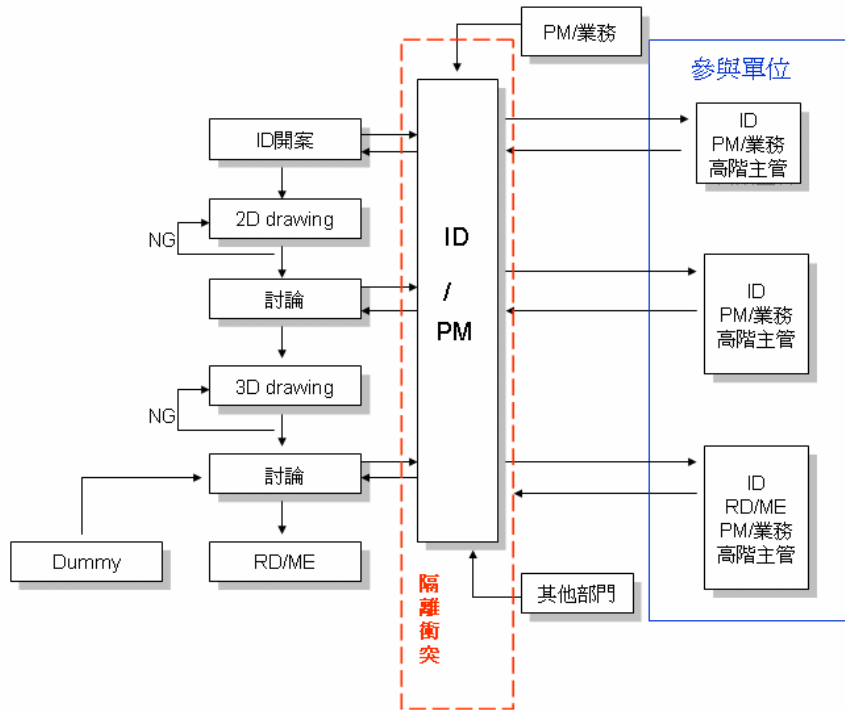 PM/業務
參與單位
ID開案
ID
PM/業務
高階主管
2D drawing
NG
ID
/
PM
討論
ID
PM/業務
高階主管
3D drawing
NG
討論
ID
RD/ME
PM/業務
高階主管
Dummy
RD/ME
隔
離
衝
突
其他部門